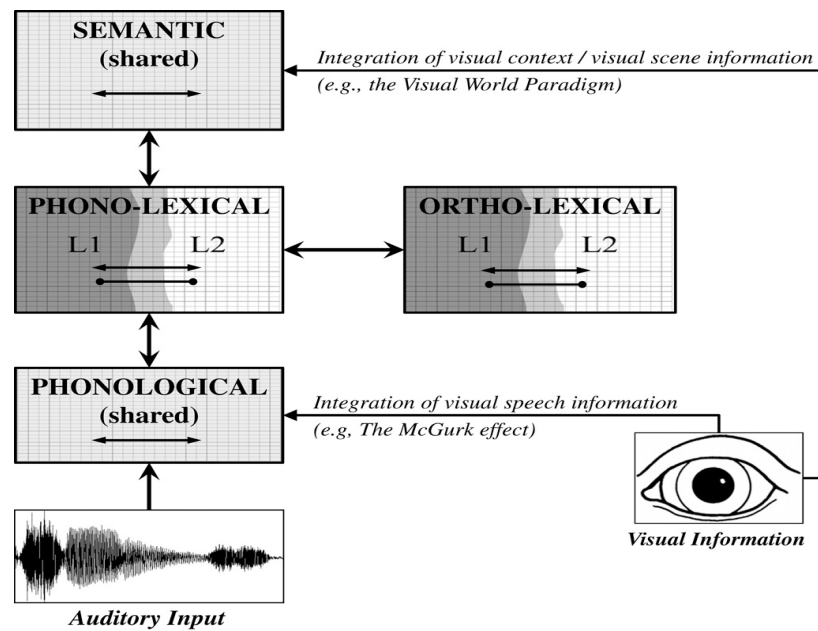 SEMANTIC
(shared)
Integration of visual context / visual scene information
(e.g., the Visual World Paradigm)
PHONO-LEXICAL
L1 L2
ORTHO-LEXICAL
L1 L2
PHONOLOGICAL
(shared)
Integration of visual speech information
(e.g, The McGurk effect)
Visual Information
Auditory Input